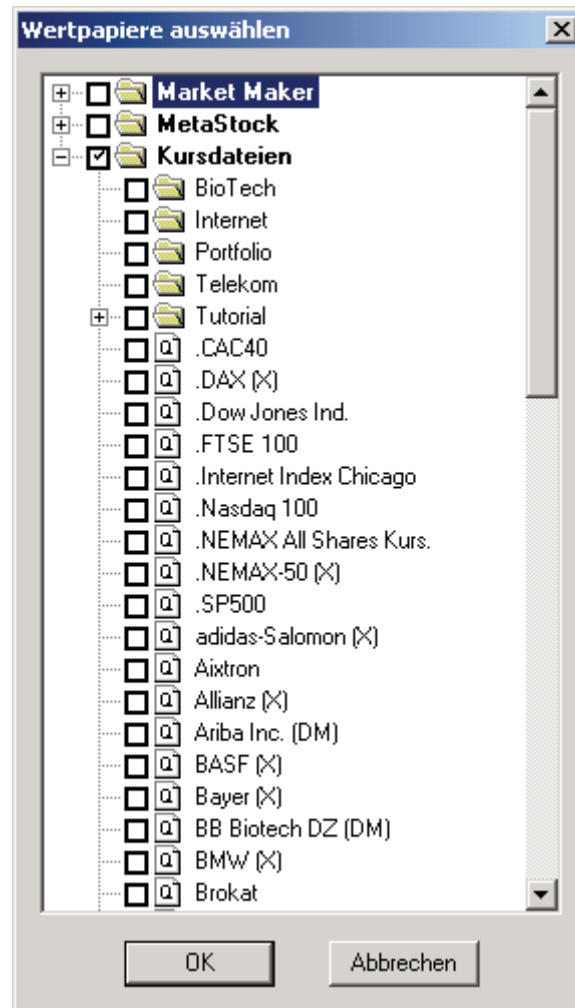 Wertpapiere auswählen
Market Maker
MetaStock
Kursdateien
BioTech
Internet
Portfolio
Telekom
Tutorial
.CAC40
.DAX (X)
.Dow Jones Ind.
.FTSE 100
.Internet Index Chicago
.Nasdaq 100
.NEMAX All Shares Kurs.
.NEMAX-50 (X)
.SP500
adidas-Salomon (X)
Aixtron
Allianz (X)
Ariba Inc. (DM)
BASF (X)
Bayer (X)
BB Biotech DZ (DM)
BMW (X)
Brokat
OK Abbrechen